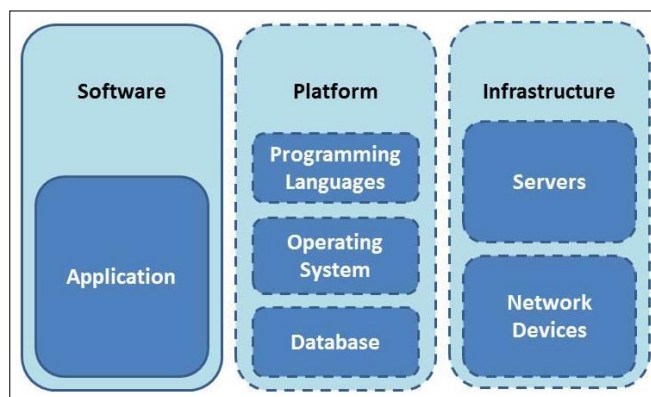 Software
Application
Platform
Programming
Languages
Operating
System
Database
Infrastructure
Servers
Network
Devices